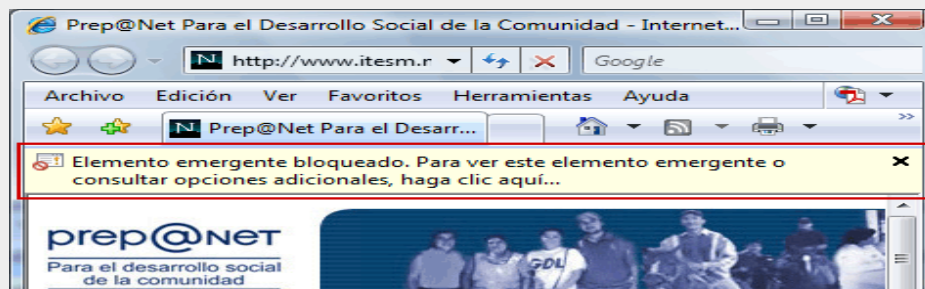 Prep@Net Para el Desarrollo Social de la Comunidad - Internet...
http://www.itesm.r
Google
Archivo Edición Ver Favoritos Herramientas Ayuda
N Prep@Net Para el Desarr...
Elemento emergente bloqueado. Para ver este elemento emergente o
consultar opciones adicionales, haga clic aquí...
prep@net
Para el desarrollo social
de la comunidad
GDL